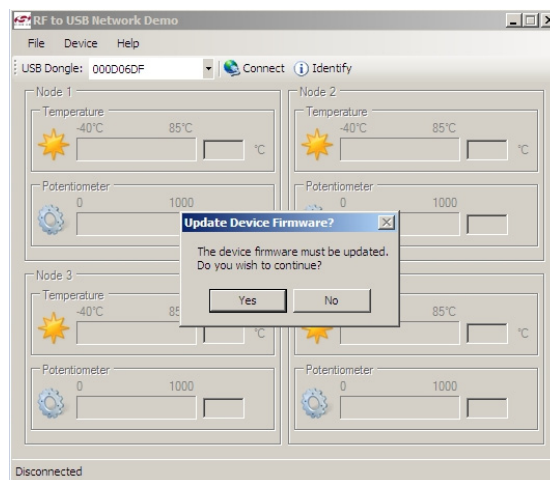 RF to USB Network Demo
File Device Help
USB Dongle: 000D06DF Connect Identify
Node 1
Temperature
-40°C 85°C
°C
Potentiometer
0 1000
Node 2
Temperature
-40°C 85°C
°C
Potentiometer
0 1000
Update Device Firmware?
The device firmware must be updated.
Do you wish to continue?
Yes No
Node 3
Temperature
-40°C 85
°C
Potentiometer
0 1000
85°C
°C
Potentiometer
0 1000
Disconnected